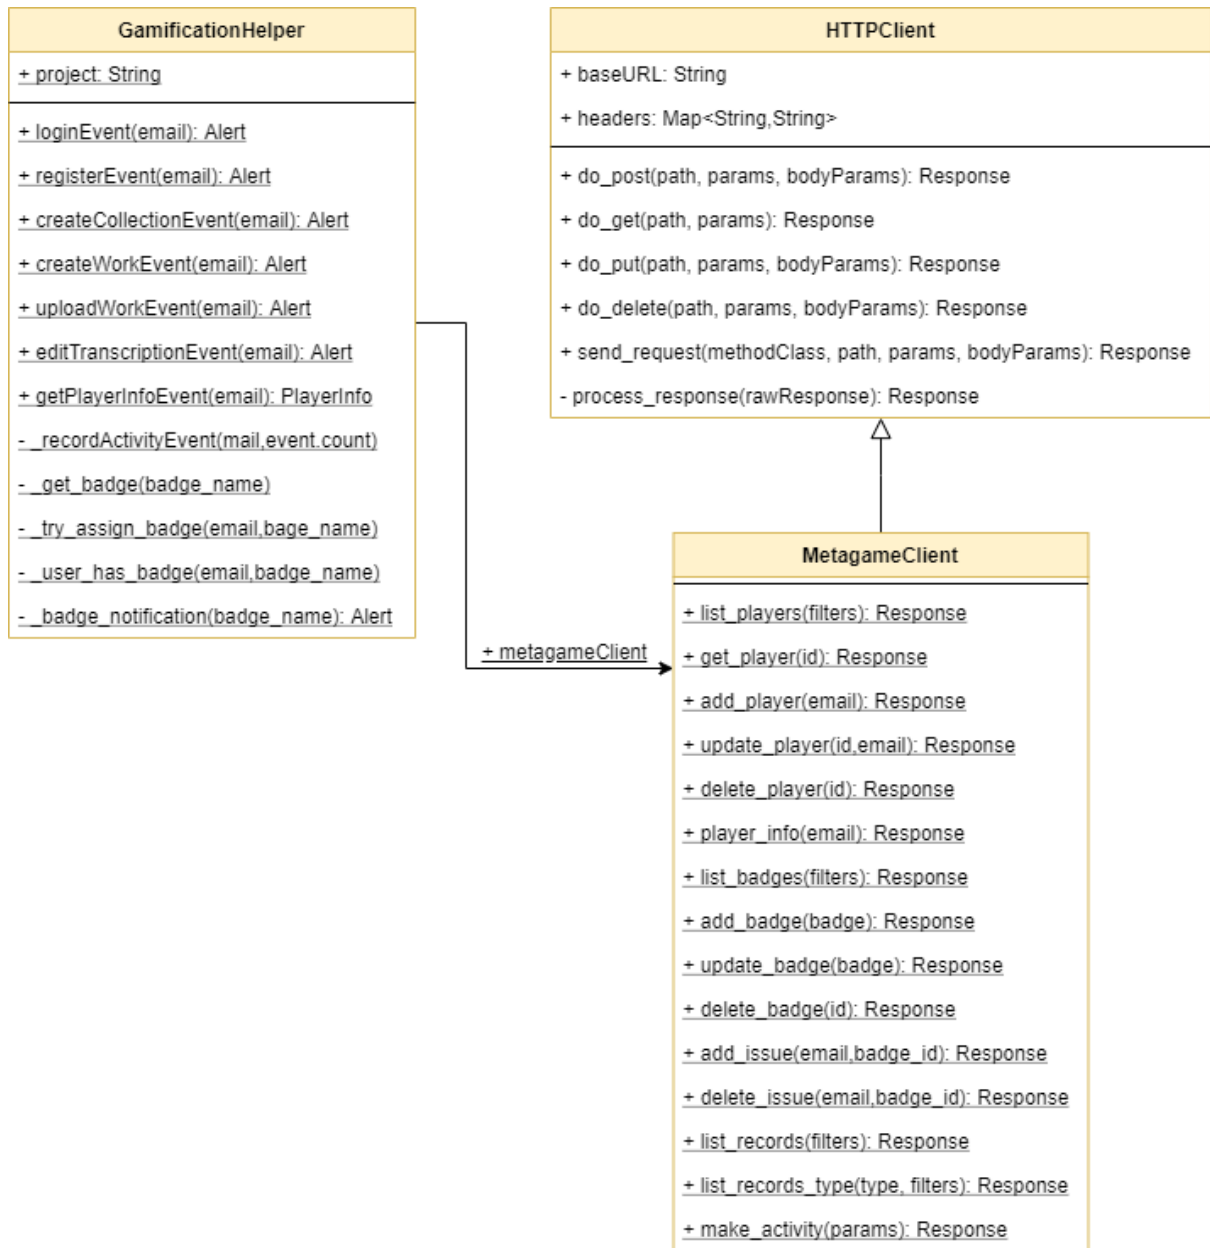 GamificationHelper
+ project: String
+ loginEvent(email): Alert
+ registerEvent(email): Alert
+ createCollectionEvent(email): Alert
+ createWorkEvent(email): Alert
+ uploadWorkEvent(email): Alert
+ editTranscriptionEvent(email): Alert
+ getPlayerInfoEvent(email): PlayerInfo
- _recordActivityEvent(mail,event.count)
- _get_badge(badge_name)
- _try_assign_badge(email,bage_name)
- _user_has_badge(email,badge_name)
- _badge_notification(badge_name): Alert
HTTPClient
+ baseURL: String
+ headers: Map<String,String>
+ do_post(path, params, bodyParams): Response
+ do_get(path, params): Response
+ do_put(path, params, bodyParams): Response
+ do_delete(path, params, bodyParams): Response
+ send_request(methodClass, path, params, bodyParams): Response
- process_response(rawResponse): Response
+ metagameClient
MetagameClient
+ list_players(filters): Response
+ get_player(id): Response
+ add_player(email): Response
+ update_player(id,email): Response
+ delete_player(id): Response
+ player_info(email): Response
+ list_badges(filters): Response
+ add_badge(badge): Response
+ update_badge(badge): Response
+ delete_badge(id): Response
+ add_issue(email,badge_id): Response
+ delete_issue(email,badge_id): Response
+ list_records(filters): Response
+ list_records_type(type, filters): Response
+ make_activity(params): Response